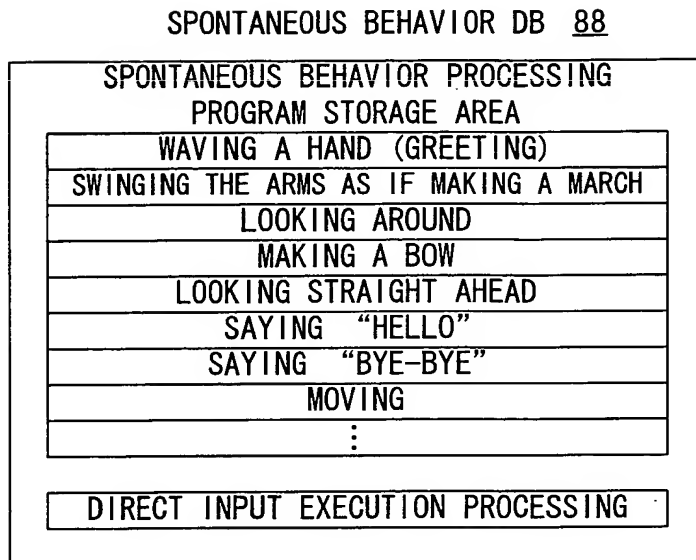 SPONTANEOUS BEHAVIOR DB 88
SPONTANEOUS BEHAVIOR PROCESSING
PROGRAM STORAGE AREA
WAVING A HAND (GREETING)
SWINGING THE ARMS AS IF MAKING A MARCH
LOOKING AROUND
MAKING A BOW
LOOKING STRAIGHT AHEAD
SAYING “HELLO”
SAYING “BYE-BYE”
MOVING
⋮
DIRECT INPUT EXECUTION PROCESSING